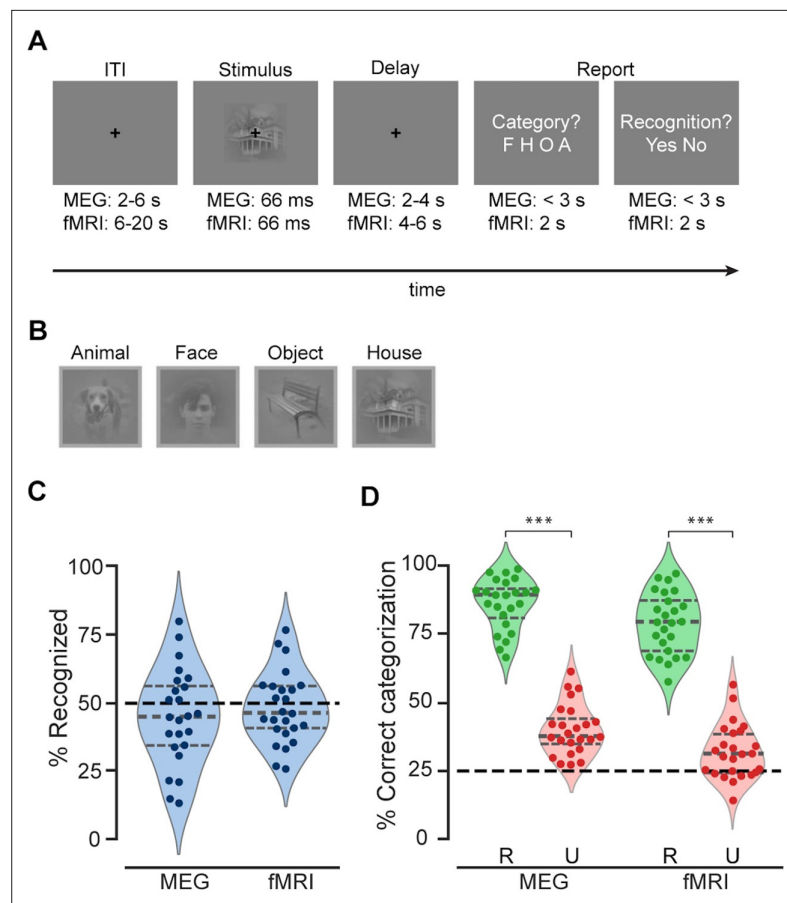 A
ITI Stimulus Delay Report
Category?
F H O A
Recognition?
Yes No
MEG: 2-6 s MEG: 66 ms MEG: 2-4 s MEG: < 3 s MEG: < 3 s
fMRI: 6-20 s fMRI: 66 ms fMRI: 4-6 s fMRI: 2 s fMRI: 2 s
time
B
Animal Face Object House
C
% Recognized
100
75
50
25
0
MEG fMRI
D
*** ***
% Correct categorization
100
75
50
25
0
R U R U
MEG fMRI